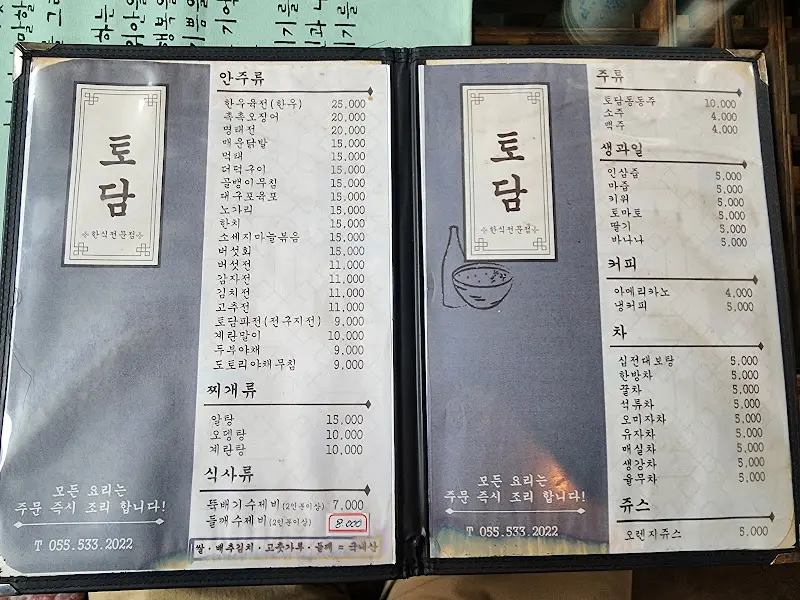 토담
한식전문점
모든 요리는
주문 즉시 조리 합니다!
T 055.533.2022
안주류
한우육전(한우) 25,000
촉촉오징어 20,000
명태전 20,000
매운닭발 15,000
먹태 15,000
더덕구이 15,000
골뱅이무침 15,000
대구포육포 15,000
노가리 15,000
한치 15,000
소세지마늘볶음 15,000
버섯회 15,000
버섯전 11,000
감자전 11,000
김치전 11,000
고추전 11,000
토담파전(전구지전) 9,000
계란말이 10,000
두부야채 9,000
도토리야채무침 9,000
찌개류
알탕 15,000
오뎅탕 10,000
계란탕 10,000
식사류
뚝배기수제비(2인분이상) 7,000
들깨수제비(2인분이상) 8,000
쌀·배추김치·고춧가루·들깨 = 국내산
토담
한식전문점
모든 요리는
주문 즉시 조리 합니다!
T 055.533.2022
주류
토담동동주 10,000
소주 4,000
맥주 4,000
생과일
인삼즙 5,000
마즙 5,000
키위 5,000
토마토 5,000
딸기 5,000
바나나 5,000
커피
아메리카노 4,000
냉커피 5,000
차
십전대보탕 5,000
한방차 5,000
꿀차 5,000
석류차 5,000
오미자차 5,000
유자차 5,000
매실차 5,000
생강차 5,000
율무차 5,000
쥬스
오렌지쥬스 5,000